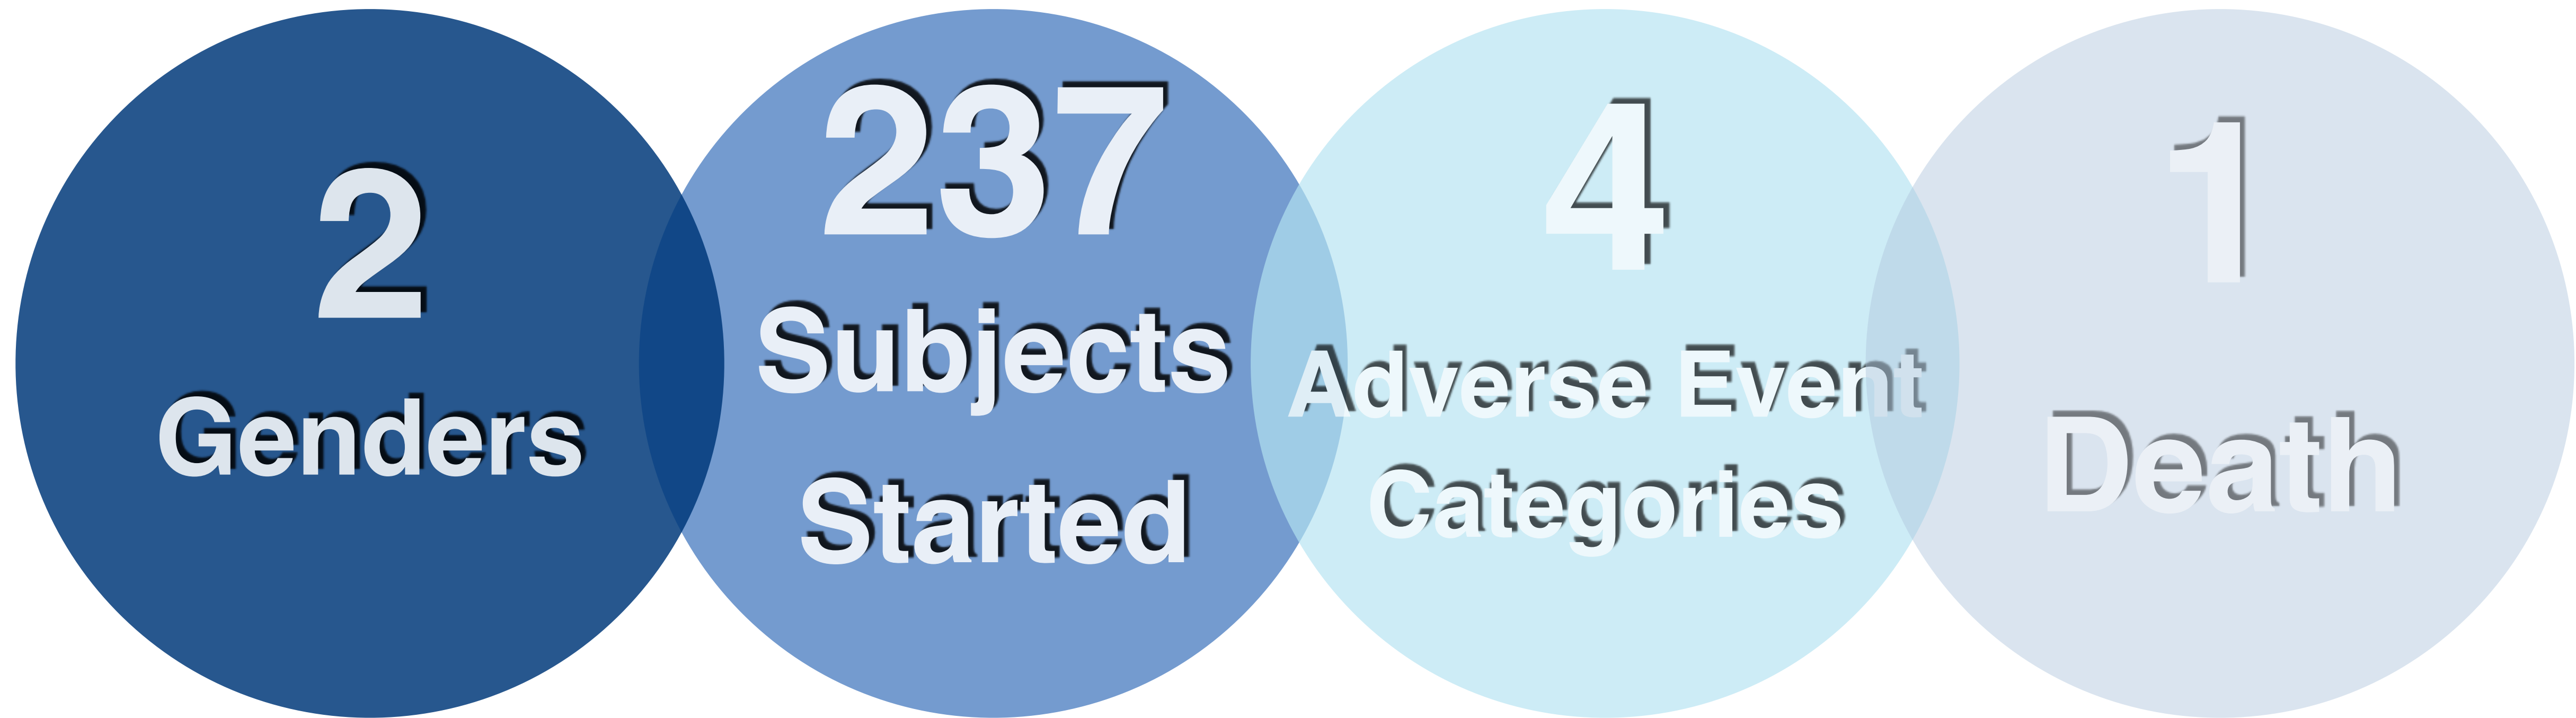 2
Genders
237
Subjects
Started
4
Adverse Event
Categories
1
Death